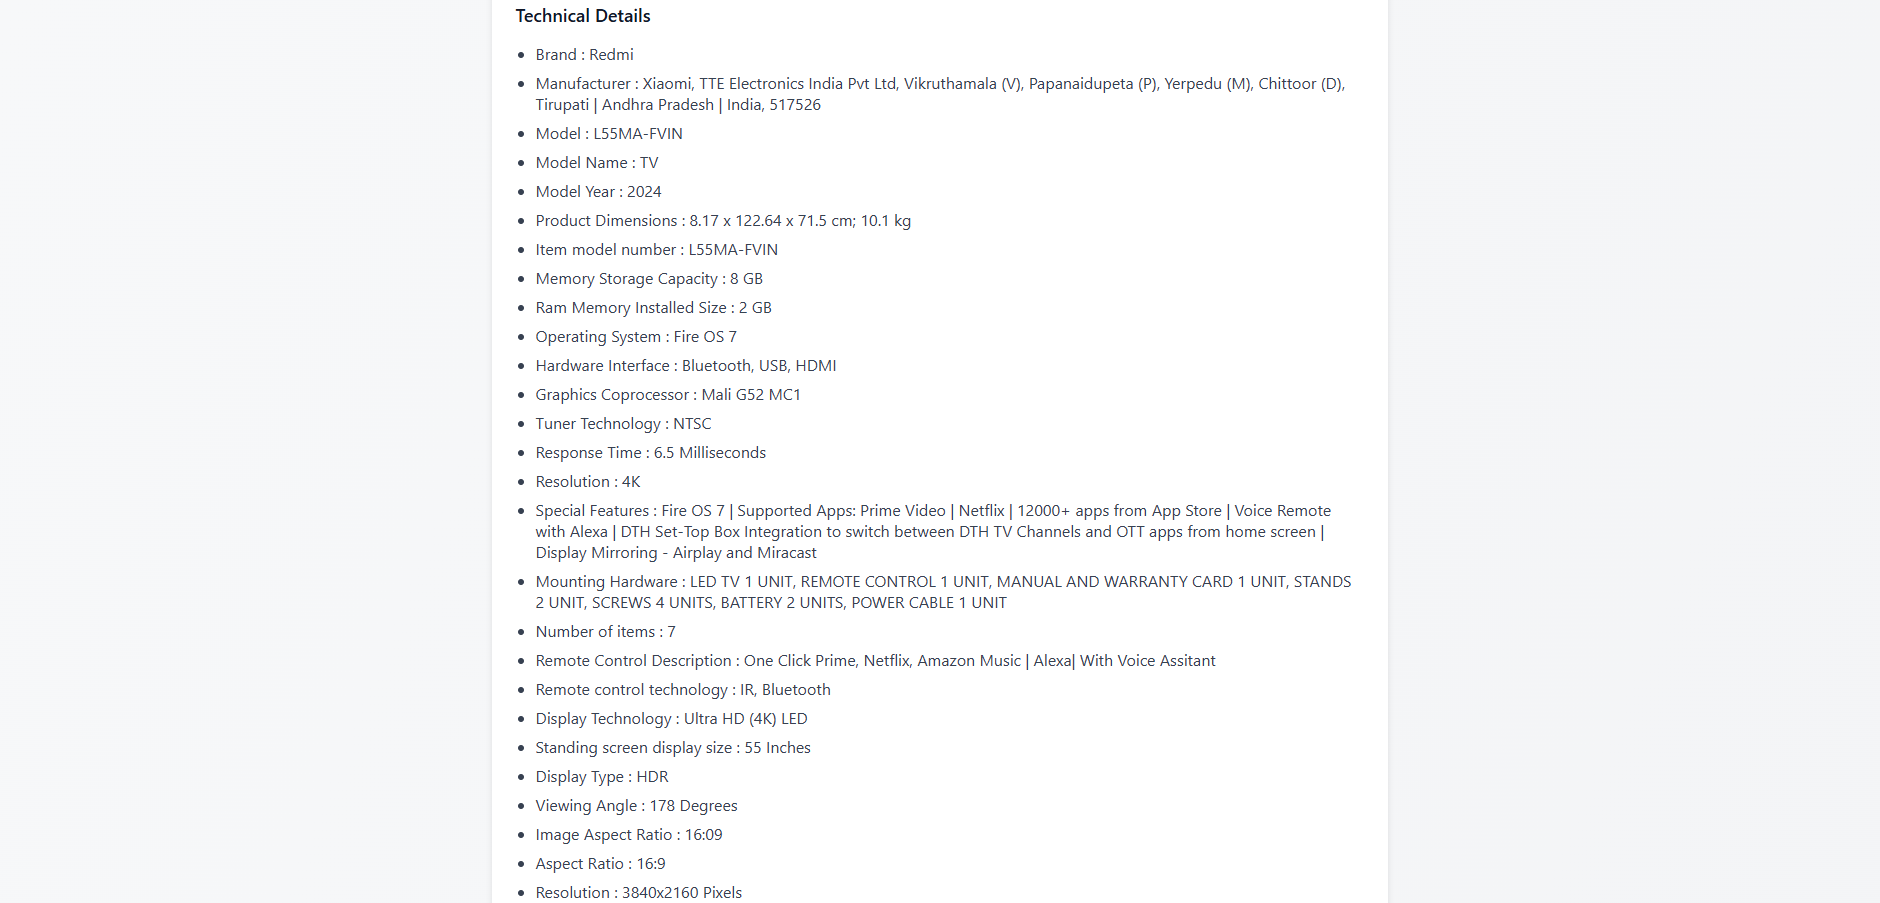 Technical Details
• Brand : Redmi
• Manufacturer : Xiaomi, TTE Electronics India Pvt Ltd, Vikruthamala (V), Papanaidupeta (P), Yerpedu (M), Chittoor (D),
Tirupati | Andhra Pradesh | India, 517526
• Model : L55MA-FVIN
• Model Name : TV
• Model Year : 2024
• Product Dimensions : 8.17 x 122.64 x 71.5 cm; 10.1 kg
• Item model number : L55MA-FVIN
• Memory Storage Capacity : 8 GB
• Ram Memory Installed Size : 2 GB
• Operating System : Fire OS 7
• Hardware Interface : Bluetooth, USB, HDMI
• Graphics Coprocessor : Mali G52 MC1
• Tuner Technology : NTSC
• Response Time : 6.5 Milliseconds
• Resolution : 4K
• Special Features : Fire OS 7 | Supported Apps: Prime Video | Netflix | 12000+ apps from App Store | Voice Remote
with Alexa | DTH Set-Top Box Integration to switch between DTH TV Channels and OTT apps from home screen |
Display Mirroring - Airplay and Miracast
• Mounting Hardware : LED TV 1 UNIT, REMOTE CONTROL 1 UNIT, MANUAL AND WARRANTY CARD 1 UNIT, STANDS
2 UNIT, SCREWS 4 UNITS, BATTERY 2 UNITS, POWER CABLE 1 UNIT
• Number of items : 7
• Remote Control Description : One Click Prime, Netflix, Amazon Music | Alexa| With Voice Assitant
• Remote control technology : IR, Bluetooth
• Display Technology : Ultra HD (4K) LED
• Standing screen display size : 55 Inches
• Display Type : HDR
• Viewing Angle : 178 Degrees
• Image Aspect Ratio : 16:09
• Aspect Ratio : 16:9
• Resolution : 3840x2160 Pixels